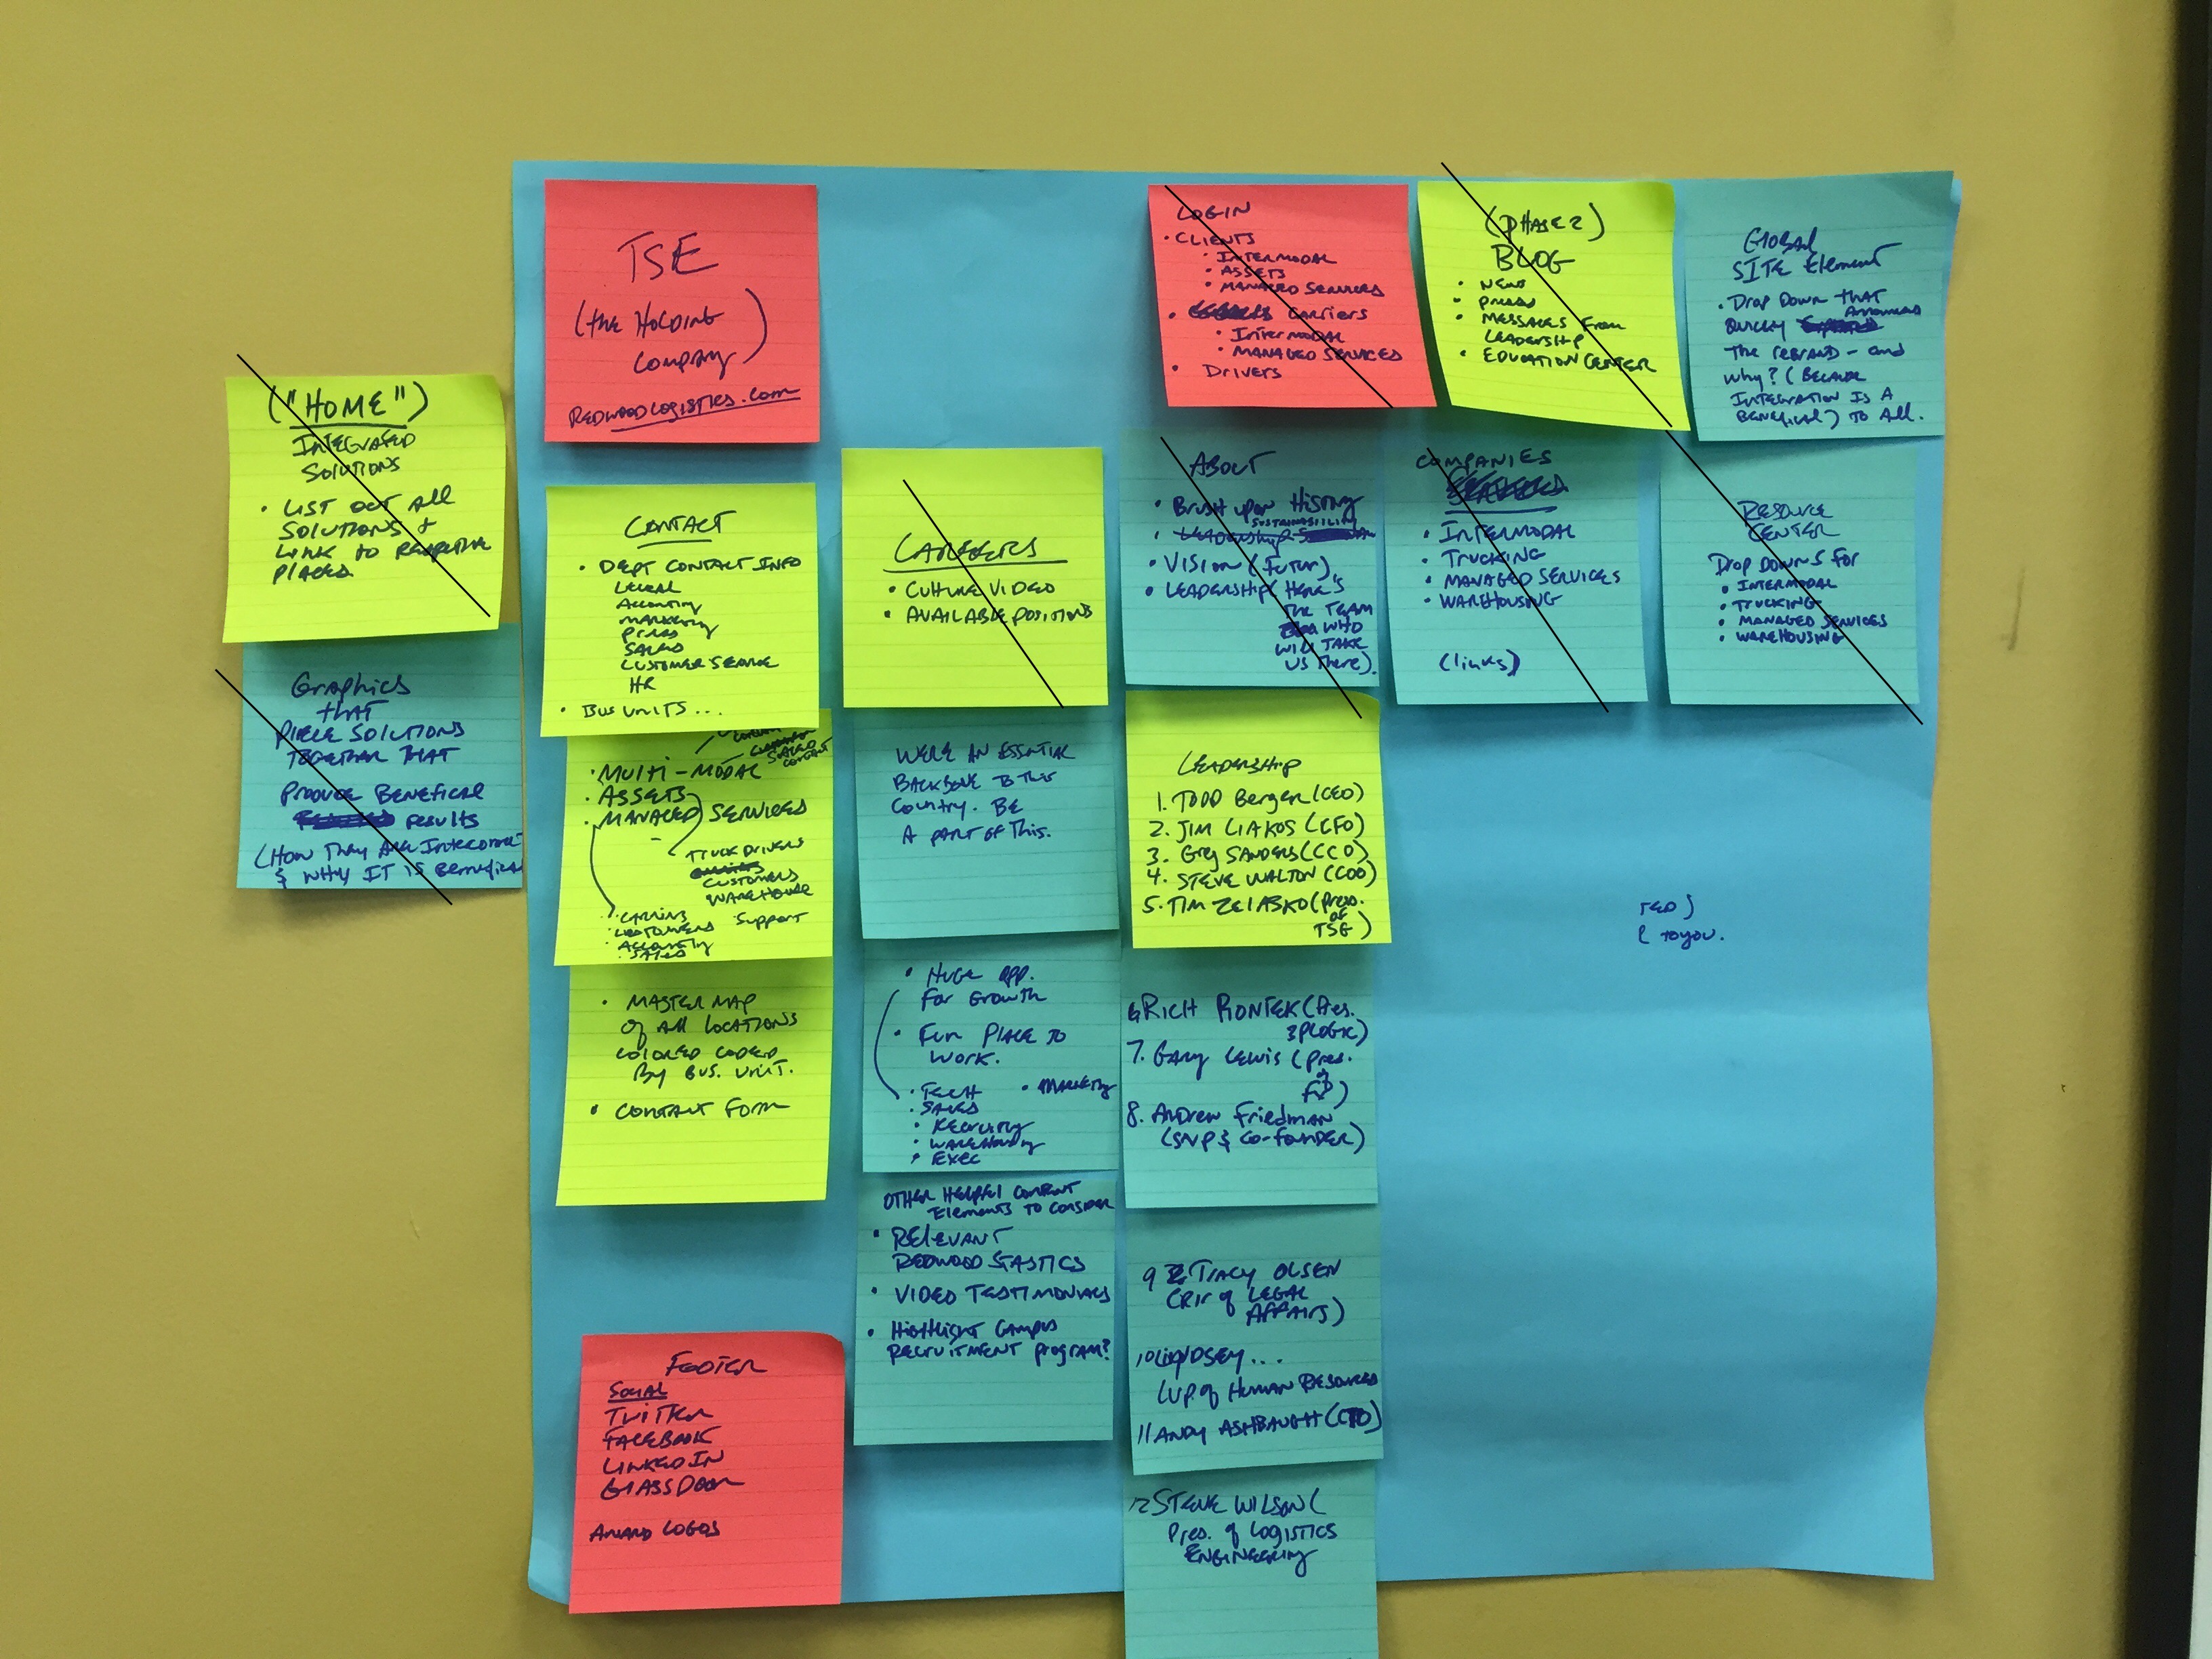 ("HOME")
INTEGRATED
SOLUTIONS
• LIST OUT All
SOLUTIONS &
LINK to RESPECTIVE
PLACES.
Graphics
that
PIECE SOLUTIONS
TOGETHER THAT
PRODUCE BENEFICAL
results
(How They Are Interconnect
& WHY IT IS BENEFICIAL
TSE
(the HOLDING
Company)
REDWOODLOGISTICS.com
CONTACT
• DEPT CONTACT INFO
LEGAL
Accounting
MARKETING
PRESS
SALES
CUSTOMER SERVICE
HR
• BUS UNITS...
SALES
CONTACT
• MULTI-MODAL
• ASSETS
• MANAGED SERVICES
TRUCK DRIVERS
CUSTOMERS
WAREHOUSE
Support
• CUSTOMERS
• Accounting
• SALES
• MASTER MAP
of All LOCATIONS
COLORED CODED
By BUS. UNIT.
• CONTACT FORM
FOOTER
SOCIAL
TWITTER
FACEBOOK
LINKEDIN
GLASSDOOR
AWARD LOGOS
CAREERS
• CULTURE VIDEO
• AVAILABLE POSITIONS
WE'RE AN ESSENTIAL
BACKBONE TO THIS
Country. BE
A PART OF THIS.
• HUGE opp.
For Growth
• Fun PLACE TO
WORK.
• TECH • MARKETING
• SALES
• RECRUITING
• WAREHOUSING
• EXEC
OTHER HELPFUL CONTENT
Elements TO CONSIDER
• RELEVANT
REDWOOD STASTICS
• VIDEO TESTIMONIALS
• HIGHLIGHT CAMPUS
RECRUITMENT program?
LOGIN
• CLIENTS
• INTERMODAL
• ASSETS
• MANAGED SERVICES
• CARRIERS
• INTERMODAL
• MANAGED SERVICES
• Drivers
ABOUT
• Brush upon History
SUSTAINABILITY
• Leadership
• VISION (FUTURE)
• LEADERSHIP (Here's
THE TEAM
WHO
WILL TAKE
US There).
LEADERSHIP
1. TODD Berger (CEO)
2. JIM LIAKOS (CFO)
3. Greg SANDERS (CCO)
4. STEVE WALTON (COO)
5. TIM ZELASKO (Pres.
OF
TSE)
6 RICH PIONTEK (Pres.
3PLOGIC)
7. GARY LEWIS (pres.
of
FD)
8. Andrew Friedman
(SVP & CO-FOUNDER)
9 TRACY OLSEN
(DIR of LEGAL
AFFAIRS)
10 LINDSEY...
(VP. of HUMAN RESOURCES
11 ANDY ASHBAUGH (CTO)
12 STEVE WILSON (
Pres. of LOGISTICS
ENGINEERING
(PHASE 2)
BLOG
• NEWS
• PRESS
• MESSAGES From
LEADERSHIP
• EDUCATION CENTER
COMPANIES
• INTERMODAL
• TRUCKING
• MANAGED SERVICES
• WAREHOUSING
(links)
Global
SITE Element
• Drop Down THAT
Announces
QUICKLY
THE rebrand - and
Why? (BECAUSE
INTEGRATION IS A
BENEFICIAL) TO All.
RESOURCE
CENTER
Drop DOWNS For
• INTERMODAL
• TRUCKING
• MANAGED SERVICES
• WAREHOUSING
TED)
to you.